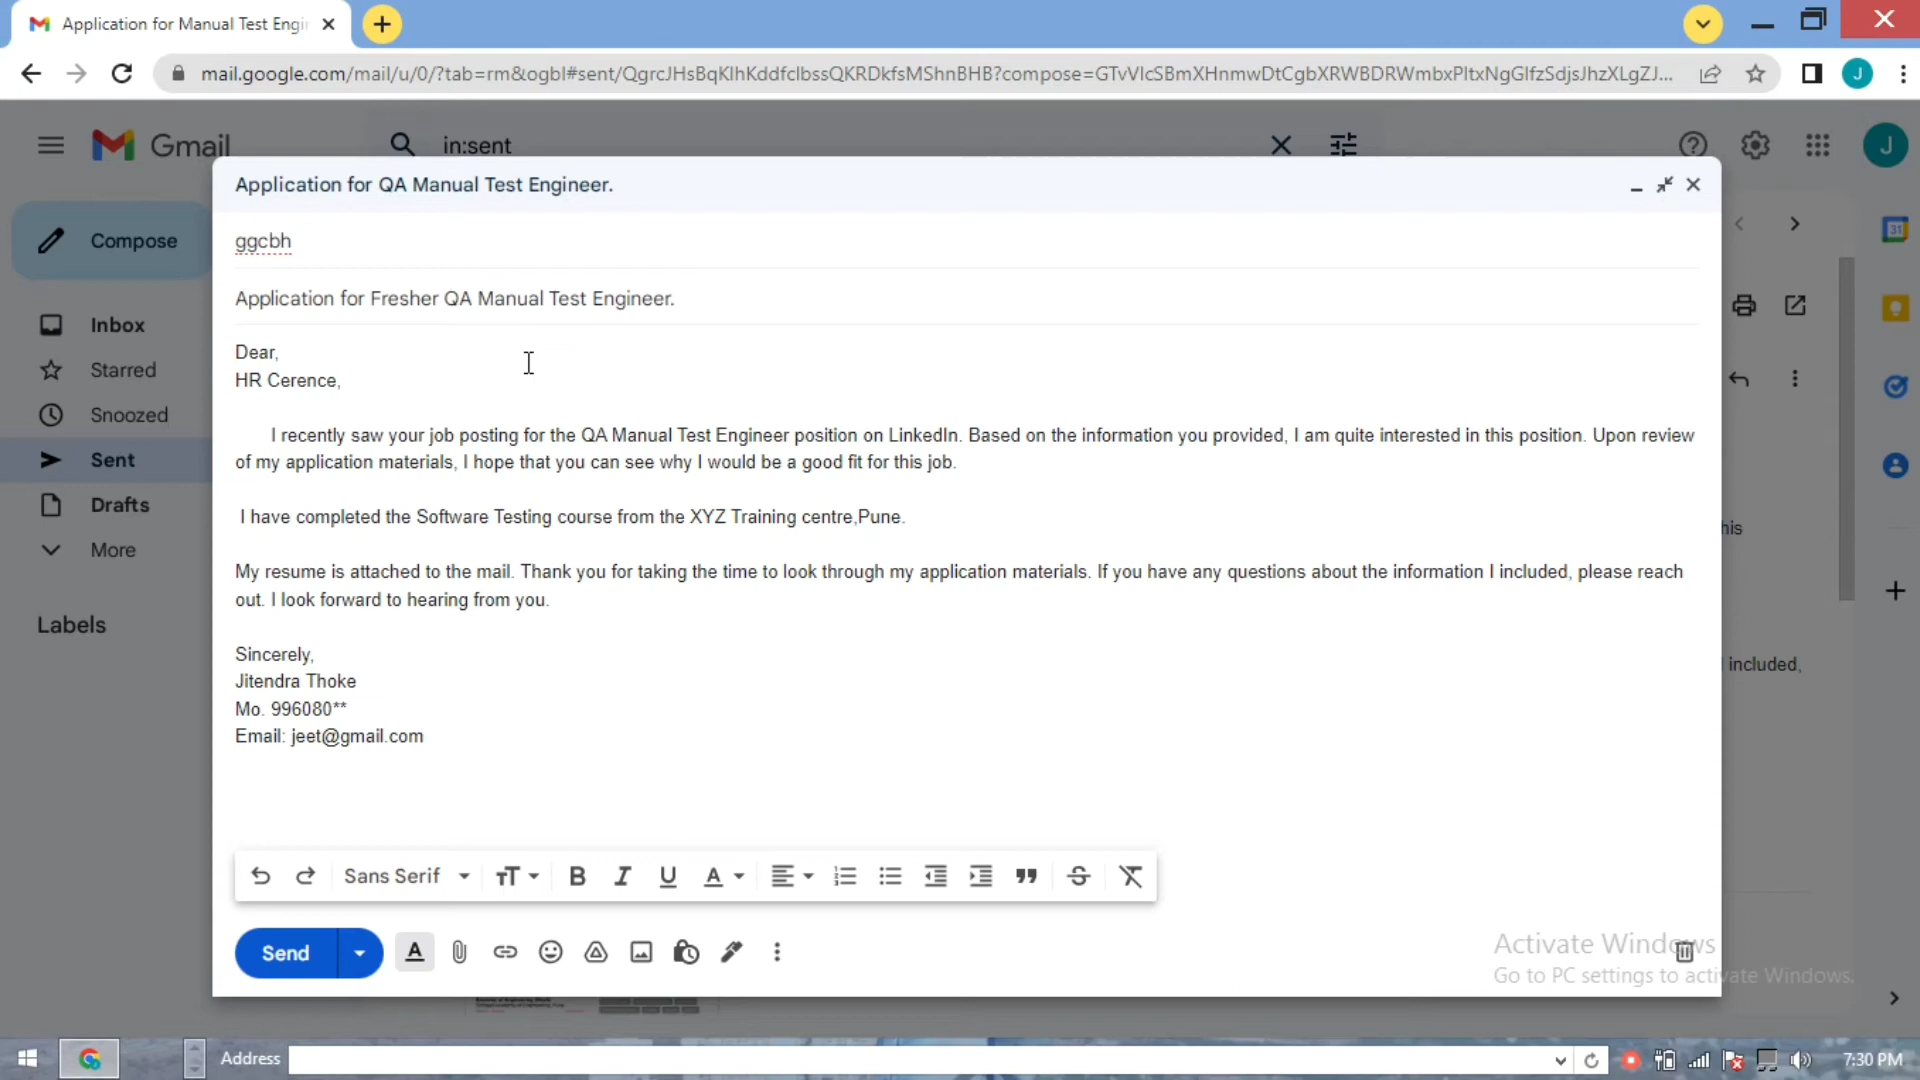 Application for Manual Test Engi
mail.google.com/mail/u/0/?tab=rm&ogbl#sent/QgrcJHsBqKlhKddfclbssQKRDkfsMShnBHB?compose=GTvVlcSBmXHnmwDtCgbXRWBDRWmbxPltxNgGlfzSdjsJhzXLgZJ...
J
Gmail
in:sent
J
Compose
Inbox
Starred
Snoozed
Sent
Drafts
More
Labels
Application for QA Manual Test Engineer.
ggcbh
Application for Fresher QA Manual Test Engineer.
Dear,
HR Cerence,
I recently saw your job posting for the QA Manual Test Engineer position on LinkedIn. Based on the information you provided, I am quite interested in this position. Upon review
of my application materials, I hope that you can see why I would be a good fit for this job.
I have completed the Software Testing course from the XYZ Training centre,Pune.
My resume is attached to the mail. Thank you for taking the time to look through my application materials. If you have any questions about the information I included, please reach
out. I look forward to hearing from you.
Sincerely,
Jitendra Thoke
Mo. 996080**
Email: jeet@gmail.com
Sans Serif
Send
31
his
included,
Activate Windows
Go to PC settings to activate Windows.
Address
7:30 PM